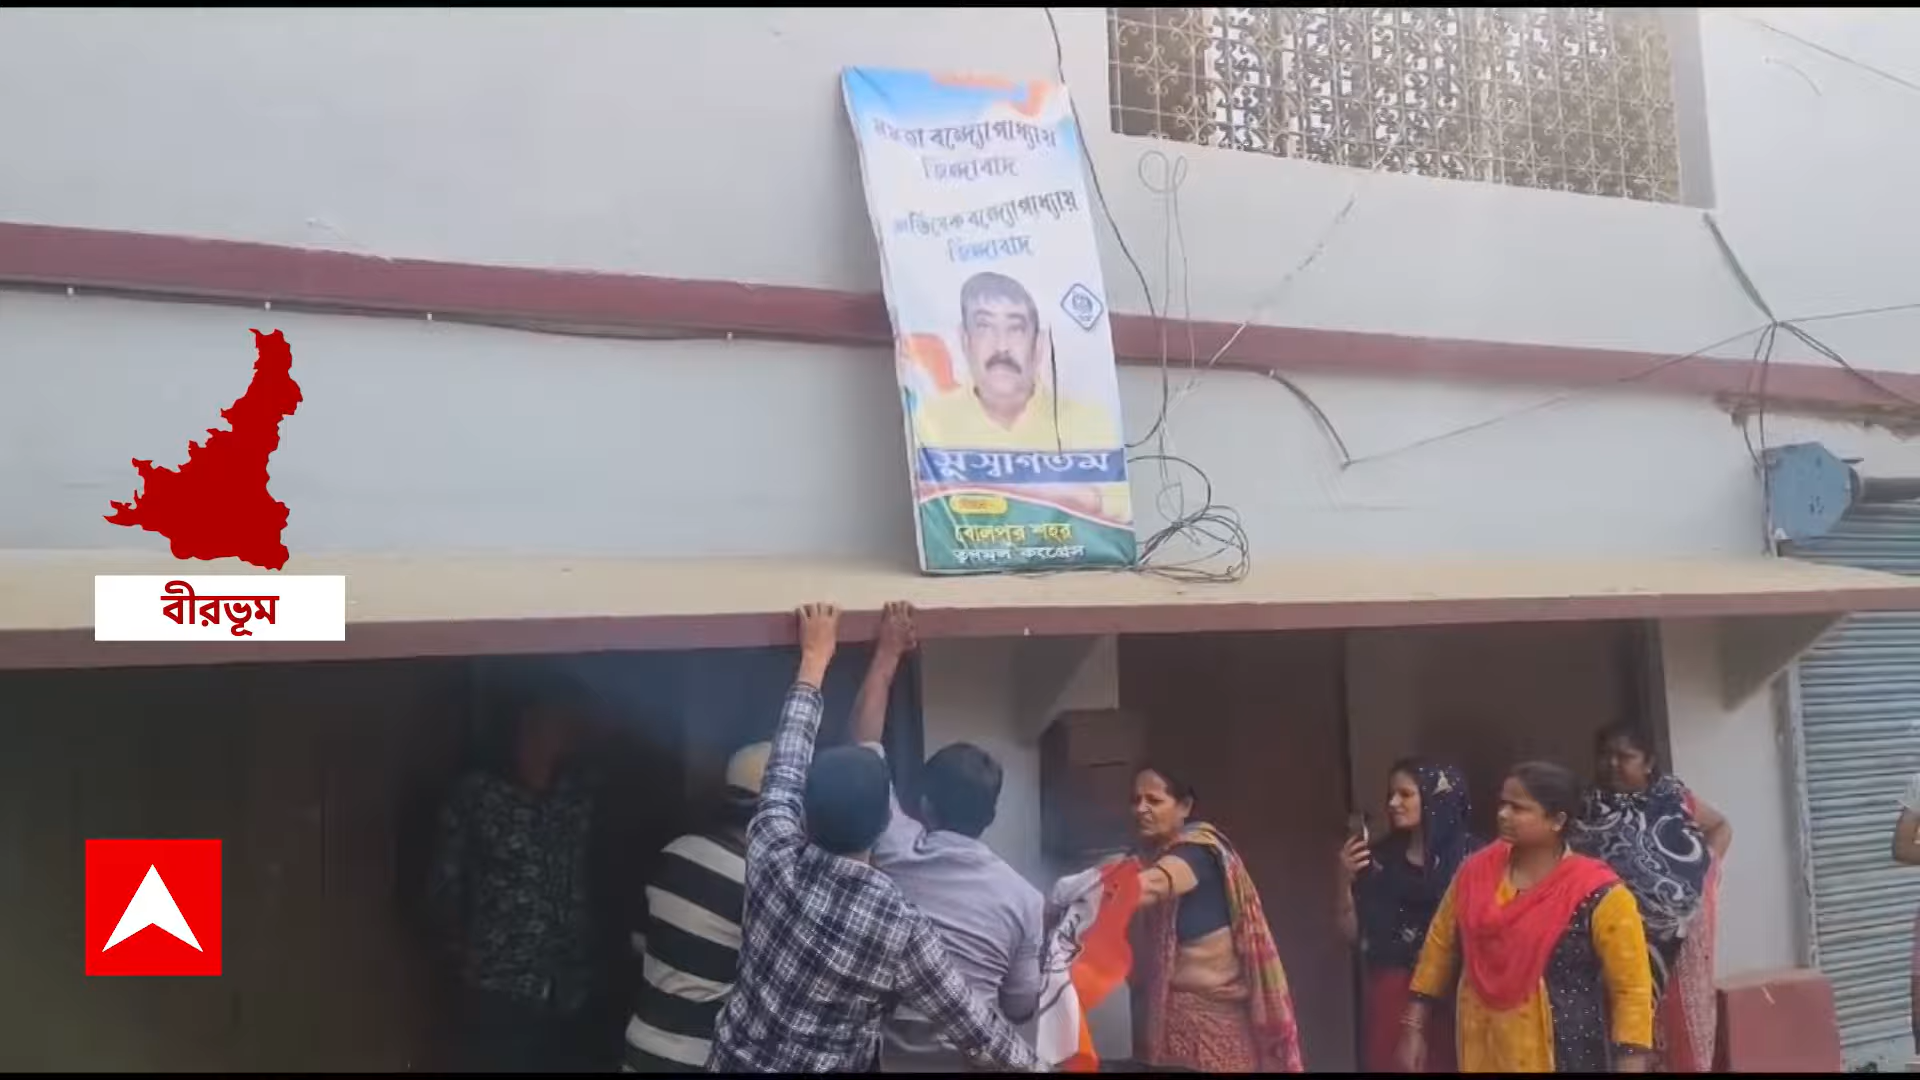 মমতা বন্দ্যোপাধ্যায়
জিন্দাবাদ
অভিষেক বন্দ্যোপাধ্যায়
জিন্দাবাদ
সুস্বাগতম
বোলপুর শহর
তৃণমূল কংগ্রেস
বীরভূম